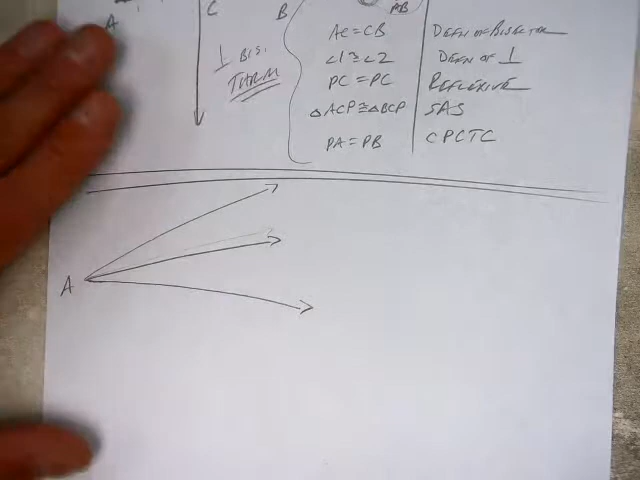 A
C
B
AB
⊥ BIS.
THRM
AC = CB
DEFN OF BISECTOR
∠1 ≅ ∠2
DEFN OF ⊥
PC = PC
REFLEXIVE
△ACP ≅ △BCP
SAS
PA = PB
CPCTC
A